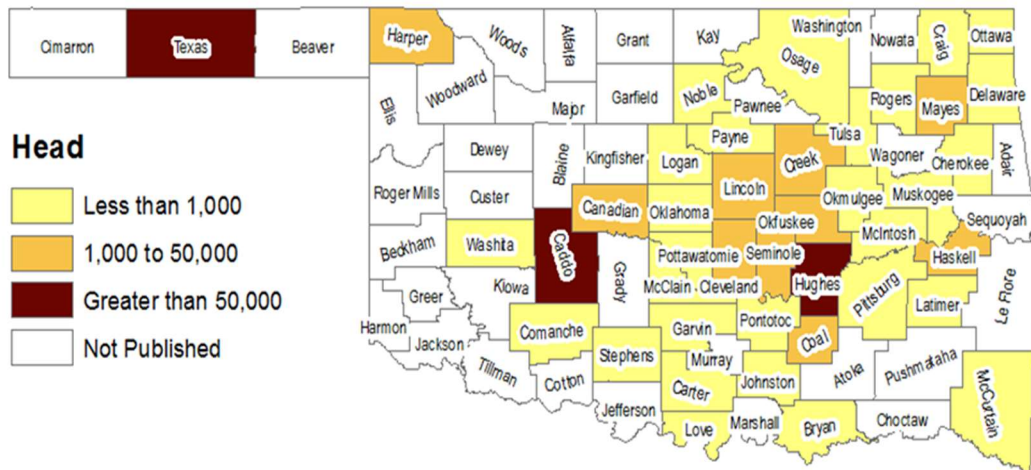 Cimarron
Texas
Beaver
Harper
Woods
Alfalfa
Grant
Kay
Washington
Osage
Nowata
Craig
Ottawa
Ellis
Woodward
Major
Garfield
Noble
Pawnee
Rogers
Mayes
Delaware
Head
Less than 1,000
1,000 to 50,000
Greater than 50,000
Not Published
Dewey
Blaine
Kingfisher
Logan
Payne
Creek
Tulsa
Wagoner
Cherokee
Adair
Roger Mills
Custer
Canadian
Oklahoma
Lincoln
Okfuskee
Okmulgee
Muskogee
Sequoyah
Beckham
Washita
Caddo
Grady
Pottawatomie
Seminole
McIntosh
Haskell
Greer
Kiowa
McClain
Cleveland
Hughes
Pittsburg
Latimer
Le Flore
Harmon
Jackson
Comanche
Stephens
Garvin
Pontotoc
Coal
Tillman
Cotton
Murray
Johnston
Atoka
Pushmataha
Jefferson
Carter
Love
Marshall
Bryan
Choctaw
McCurtain